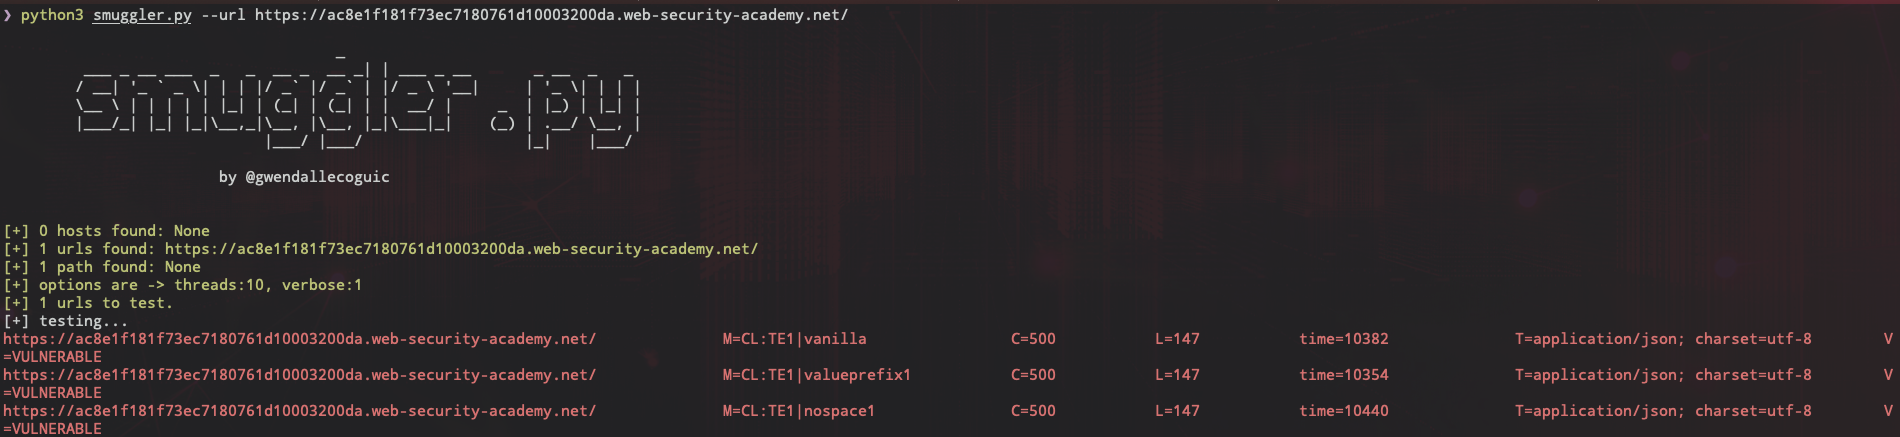 ❯ python3 smuggler.py --url https://ac8e1f181f73ec7180761d10003200da.web-security-academy.net/
smuggler.py
by @gwendallecoguic
[+] 0 hosts found: None
[+] 1 urls found: https://ac8e1f181f73ec7180761d10003200da.web-security-academy.net/
[+] 1 path found: None
[+] options are -> threads:10, verbose:1
[+] 1 urls to test.
[+] testing...
https://ac8e1f181f73ec7180761d10003200da.web-security-academy.net/ M=CL:TE1|vanilla C=500 L=147 time=10382 T=application/json; charset=utf-8 V
=VULNERABLE
https://ac8e1f181f73ec7180761d10003200da.web-security-academy.net/ M=CL:TE1|valueprefix1 C=500 L=147 time=10354 T=application/json; charset=utf-8 V
=VULNERABLE
https://ac8e1f181f73ec7180761d10003200da.web-security-academy.net/ M=CL:TE1|nospace1 C=500 L=147 time=10440 T=application/json; charset=utf-8 V
=VULNERABLE